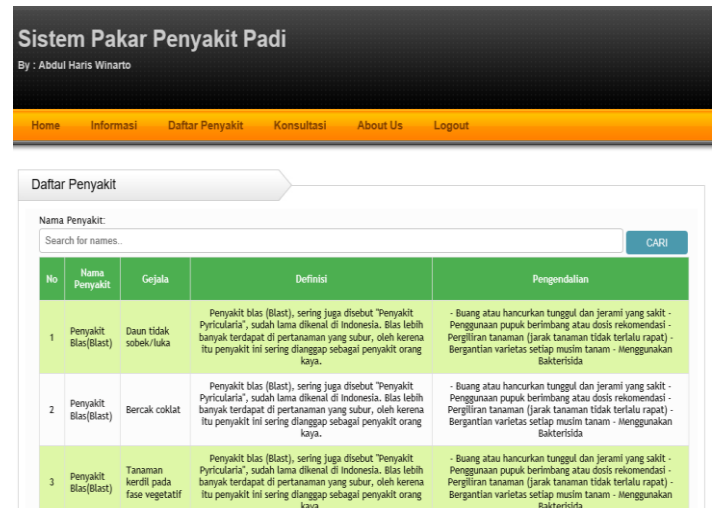 Sistem Pakar Penyakit Padi
By : Abdul Haris Winarto
Home Informasi Daftar Penyakit Konsultasi About Us Logout
Daftar Penyakit
Nama Penyakit:
Search for names..
CARI
No Nama Penyakit Gejala Definisi Pengendalian
1
Penyakit
Blas(Blast)
Daun tidak
sobek/luka
Penyakit blas (Blast), sering juga disebut "Penyakit
Pyricularia", sudah lama dikenal di Indonesia. Blas lebih
banyak terdapat di pertanaman yang subur, oleh kerena
itu penyakit ini sering dianggap sebagai penyakit orang
kaya.
- Buang atau hancurkan tunggul dan jerami yang sakit -
Penggunaan pupuk berimbang atau dosis rekomendasi -
Pergiliran tanaman (jarak tanaman tidak terlalu rapat) -
Bergantian varietas setiap musim tanam - Menggunakan
Bakterisida
2
Penyakit
Blas(Blast)
Bercak coklat
Penyakit blas (Blast), sering juga disebut "Penyakit
Pyricularia", sudah lama dikenal di Indonesia. Blas lebih
banyak terdapat di pertanaman yang subur, oleh kerena
itu penyakit ini sering dianggap sebagai penyakit orang
kaya.
- Buang atau hancurkan tunggul dan jerami yang sakit -
Penggunaan pupuk berimbang atau dosis rekomendasi -
Pergiliran tanaman (jarak tanaman tidak terlalu rapat) -
Bergantian varietas setiap musim tanam - Menggunakan
Bakterisida
3
Penyakit
Blas(Blast)
Tanaman
kerdil pada
fase vegetatif
Penyakit blas (Blast), sering juga disebut "Penyakit
Pyricularia", sudah lama dikenal di Indonesia. Blas lebih
banyak terdapat di pertanaman yang subur, oleh kerena
itu penyakit ini sering dianggap sebagai penyakit orang
kaya.
- Buang atau hancurkan tunggul dan jerami yang sakit -
Penggunaan pupuk berimbang atau dosis rekomendasi -
Pergiliran tanaman (jarak tanaman tidak terlalu rapat) -
Bergantian varietas setiap musim tanam - Menggunakan
Bakterisida